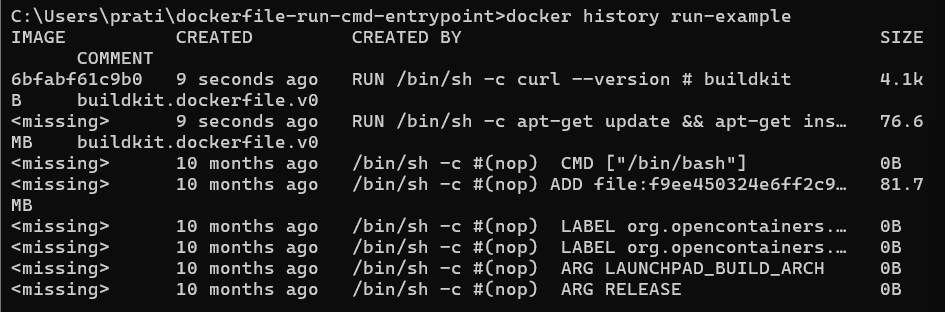 C:\Users\prati\dockerfile-run-cmd-entrypoint>docker history run-example
IMAGE          CREATED         CREATED BY                                      SIZE
      COMMENT
6bfabf61c9b0   9 seconds ago   RUN /bin/sh -c curl --version # buildkit        4.1k
B     buildkit.dockerfile.v0
<missing>      9 seconds ago   RUN /bin/sh -c apt-get update && apt-get ins…   76.6
MB    buildkit.dockerfile.v0
<missing>      10 months ago   /bin/sh -c #(nop)  CMD ["/bin/bash"]            0B
<missing>      10 months ago   /bin/sh -c #(nop) ADD file:f9ee450324e6ff2c9…   81.7
MB
<missing>      10 months ago   /bin/sh -c #(nop)  LABEL org.opencontainers.…   0B
<missing>      10 months ago   /bin/sh -c #(nop)  LABEL org.opencontainers.…   0B
<missing>      10 months ago   /bin/sh -c #(nop)  ARG LAUNCHPAD_BUILD_ARCH     0B
<missing>      10 months ago   /bin/sh -c #(nop)  ARG RELEASE                  0B